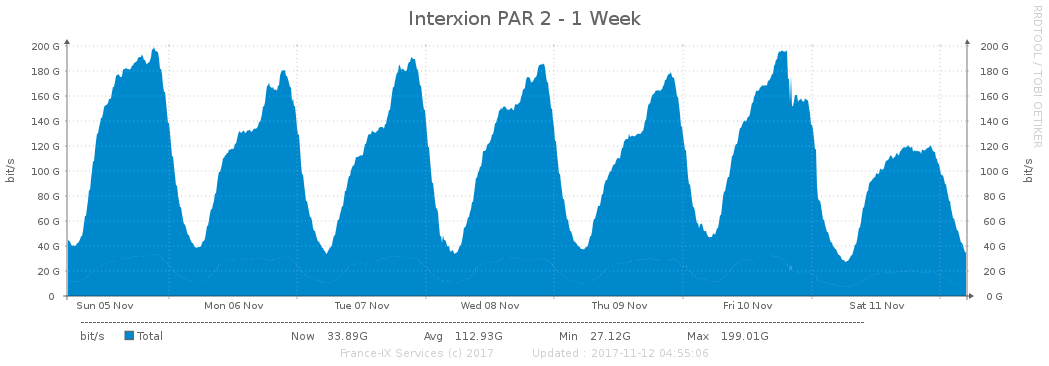 Interxion PAR 2 - 1 Week
RRDTOOL / TOBI OETIKER
bit/s
200 G 200 G
180 G 180 G
160 G 160 G
140 G 140 G
120 G 120 G
100 G 100 G
80 G 80 G
60 G 60 G
40 G 40 G
20 G 20 G
0 0 G
bit/s
Sun 05 Nov Mon 06 Nov Tue 07 Nov Wed 08 Nov Thu 09 Nov Fri 10 Nov Sat 11 Nov
bit/s Total Now 33.89G Avg 112.93G Min 27.12G Max 199.01G
France-IX Services (c) 2017 Updated : 2017-11-12 04:55:06